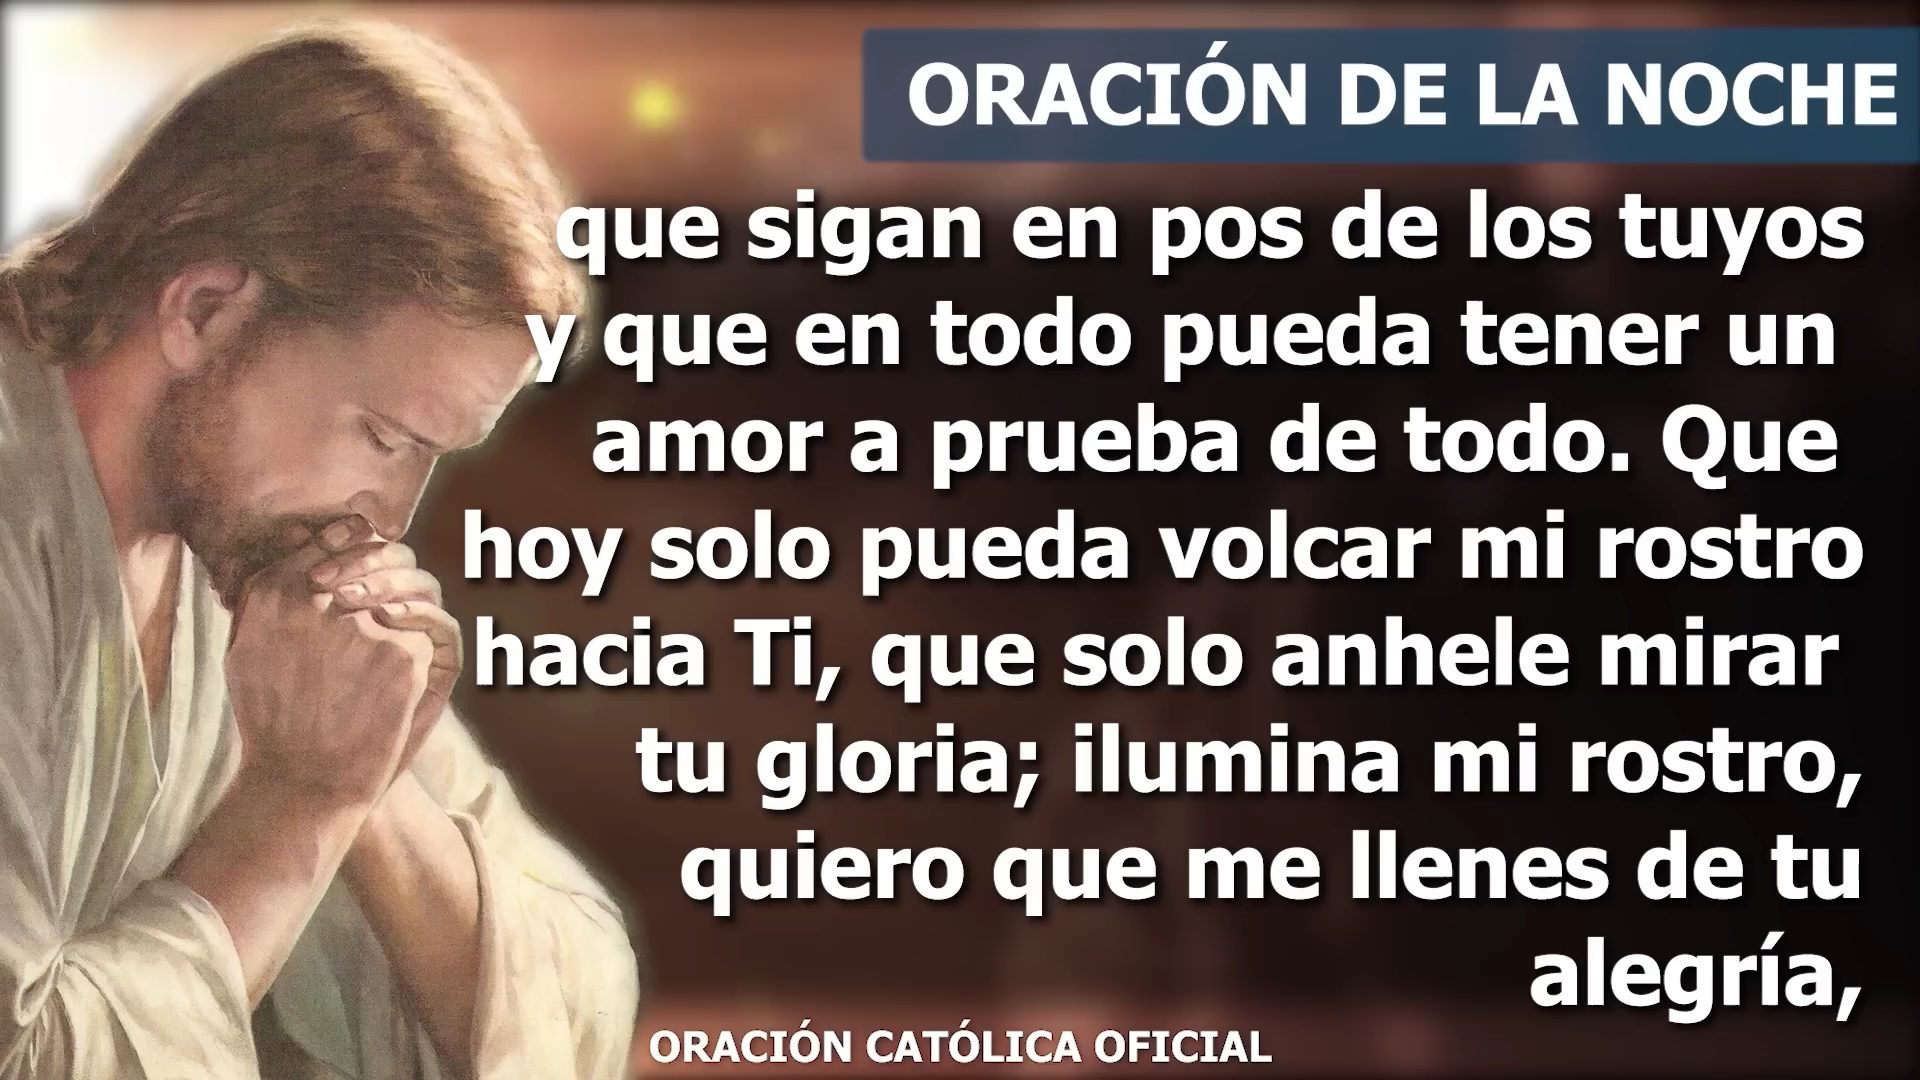 ORACIÓN DE LA NOCHE
que sigan en pos de los tuyos
y que en todo pueda tener un
amor a prueba de todo. Que
hoy solo pueda volcar mi rostro
hacia Ti, que solo anhele mirar
tu gloria; ilumina mi rostro,
quiero que me llenes de tu
alegría,
ORACIÓN CATÓLICA OFICIAL